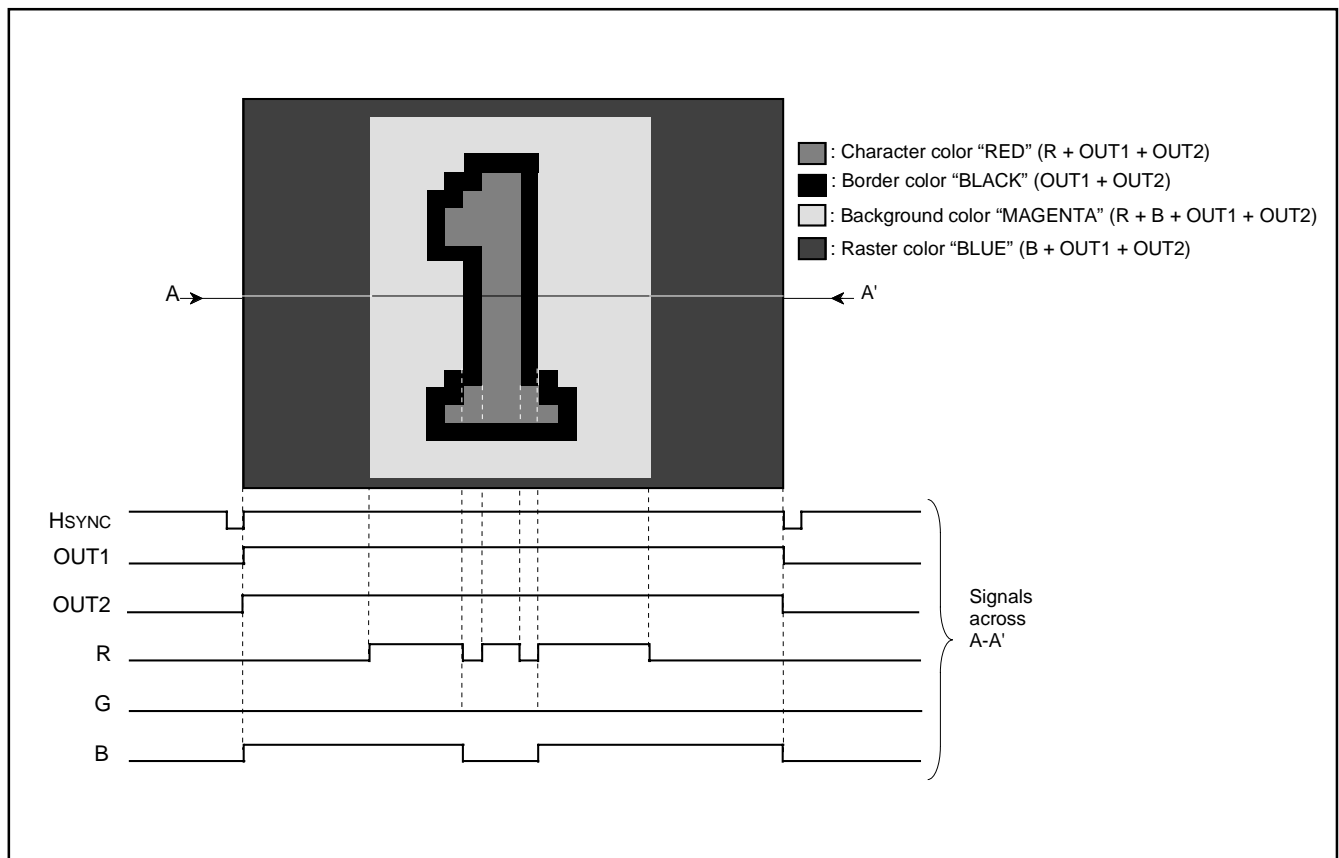 : Character color “RED” (R + OUT1 + OUT2)
: Border color “BLACK” (OUT1 + OUT2)
: Background color “MAGENTA” (R + B + OUT1 + OUT2)
: Raster color “BLUE” (B + OUT1 + OUT2)
A
A'
HSYNC
OUT1
OUT2
R
G
B
Signals
across
A-A'